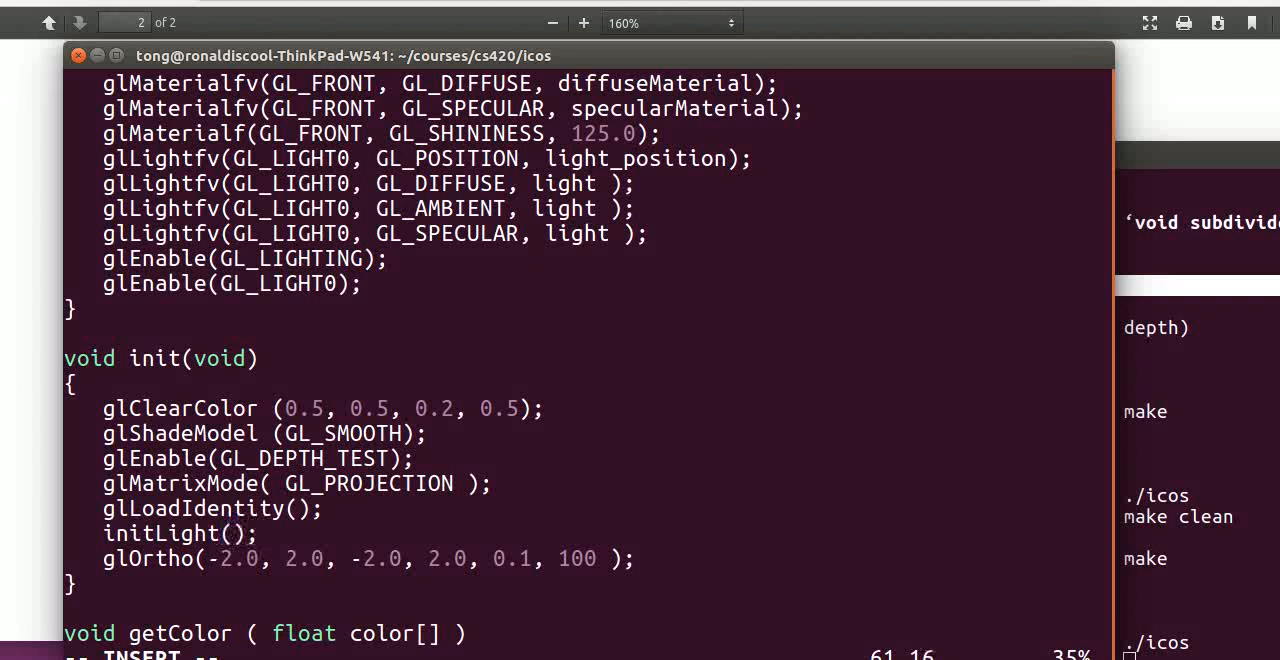 2 of 2
160%
tong@ronaldiscool-ThinkPad-W541: ~/courses/cs420/icos
glMaterialfv(GL_FRONT, GL_DIFFUSE, diffuseMaterial);
glMaterialfv(GL_FRONT, GL_SPECULAR, specularMaterial);
glMaterialf(GL_FRONT, GL_SHININESS, 125.0);
glLightfv(GL_LIGHT0, GL_POSITION, light_position);
glLightfv(GL_LIGHT0, GL_DIFFUSE, light );
glLightfv(GL_LIGHT0, GL_AMBIENT, light );
glLightfv(GL_LIGHT0, GL_SPECULAR, light );
glEnable(GL_LIGHTING);
glEnable(GL_LIGHT0);
}
void init(void)
{
glClearColor (0.5, 0.5, 0.2, 0.5);
glShadeModel (GL_SMOOTH);
glEnable(GL_DEPTH_TEST);
glMatrixMode( GL_PROJECTION );
glLoadIdentity();
initLight();
glOrtho(-2.0, 2.0, -2.0, 2.0, 0.1, 100 );
}
void getColor ( float color[] )
-- INSERT -- 61,16 35%
‘void subdivide
depth)
make
./icos
make clean
make
./icos